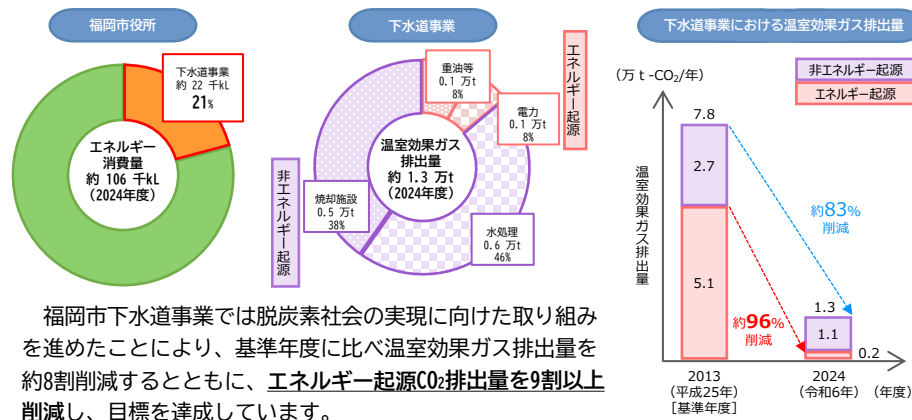 福岡市役所
下水道事業
約 22 千kL
21%
エネルギー
消費量
約 106 千kL
(2024年度)
下水道事業
エネルギー起源
重油等
0.1 万t
8%
電力
0.1 万t
8%
温室効果ガス
排出量
約 1.3 万t
(2024年度)
非エネルギー起源
焼却施設
0.5 万t
38%
水処理
0.6 万t
46%
下水道事業における温室効果ガス排出量
(万 t -CO₂/年)
非エネルギー起源
エネルギー起源
温室効果ガス排出量
7.8
2.7
5.1
約83%
削減
約96%
削減
1.3
1.1
0.2
2013
(平成25年)
[基準年度]
2024
(令和6年)
(年度)
福岡市下水道事業では脱炭素社会の実現に向けた取り組み
を進めたことにより、基準年度に比べ温室効果ガス排出量を
約8割削減するとともに、エネルギー起源CO₂排出量を9割以上
削減し、目標を達成しています。